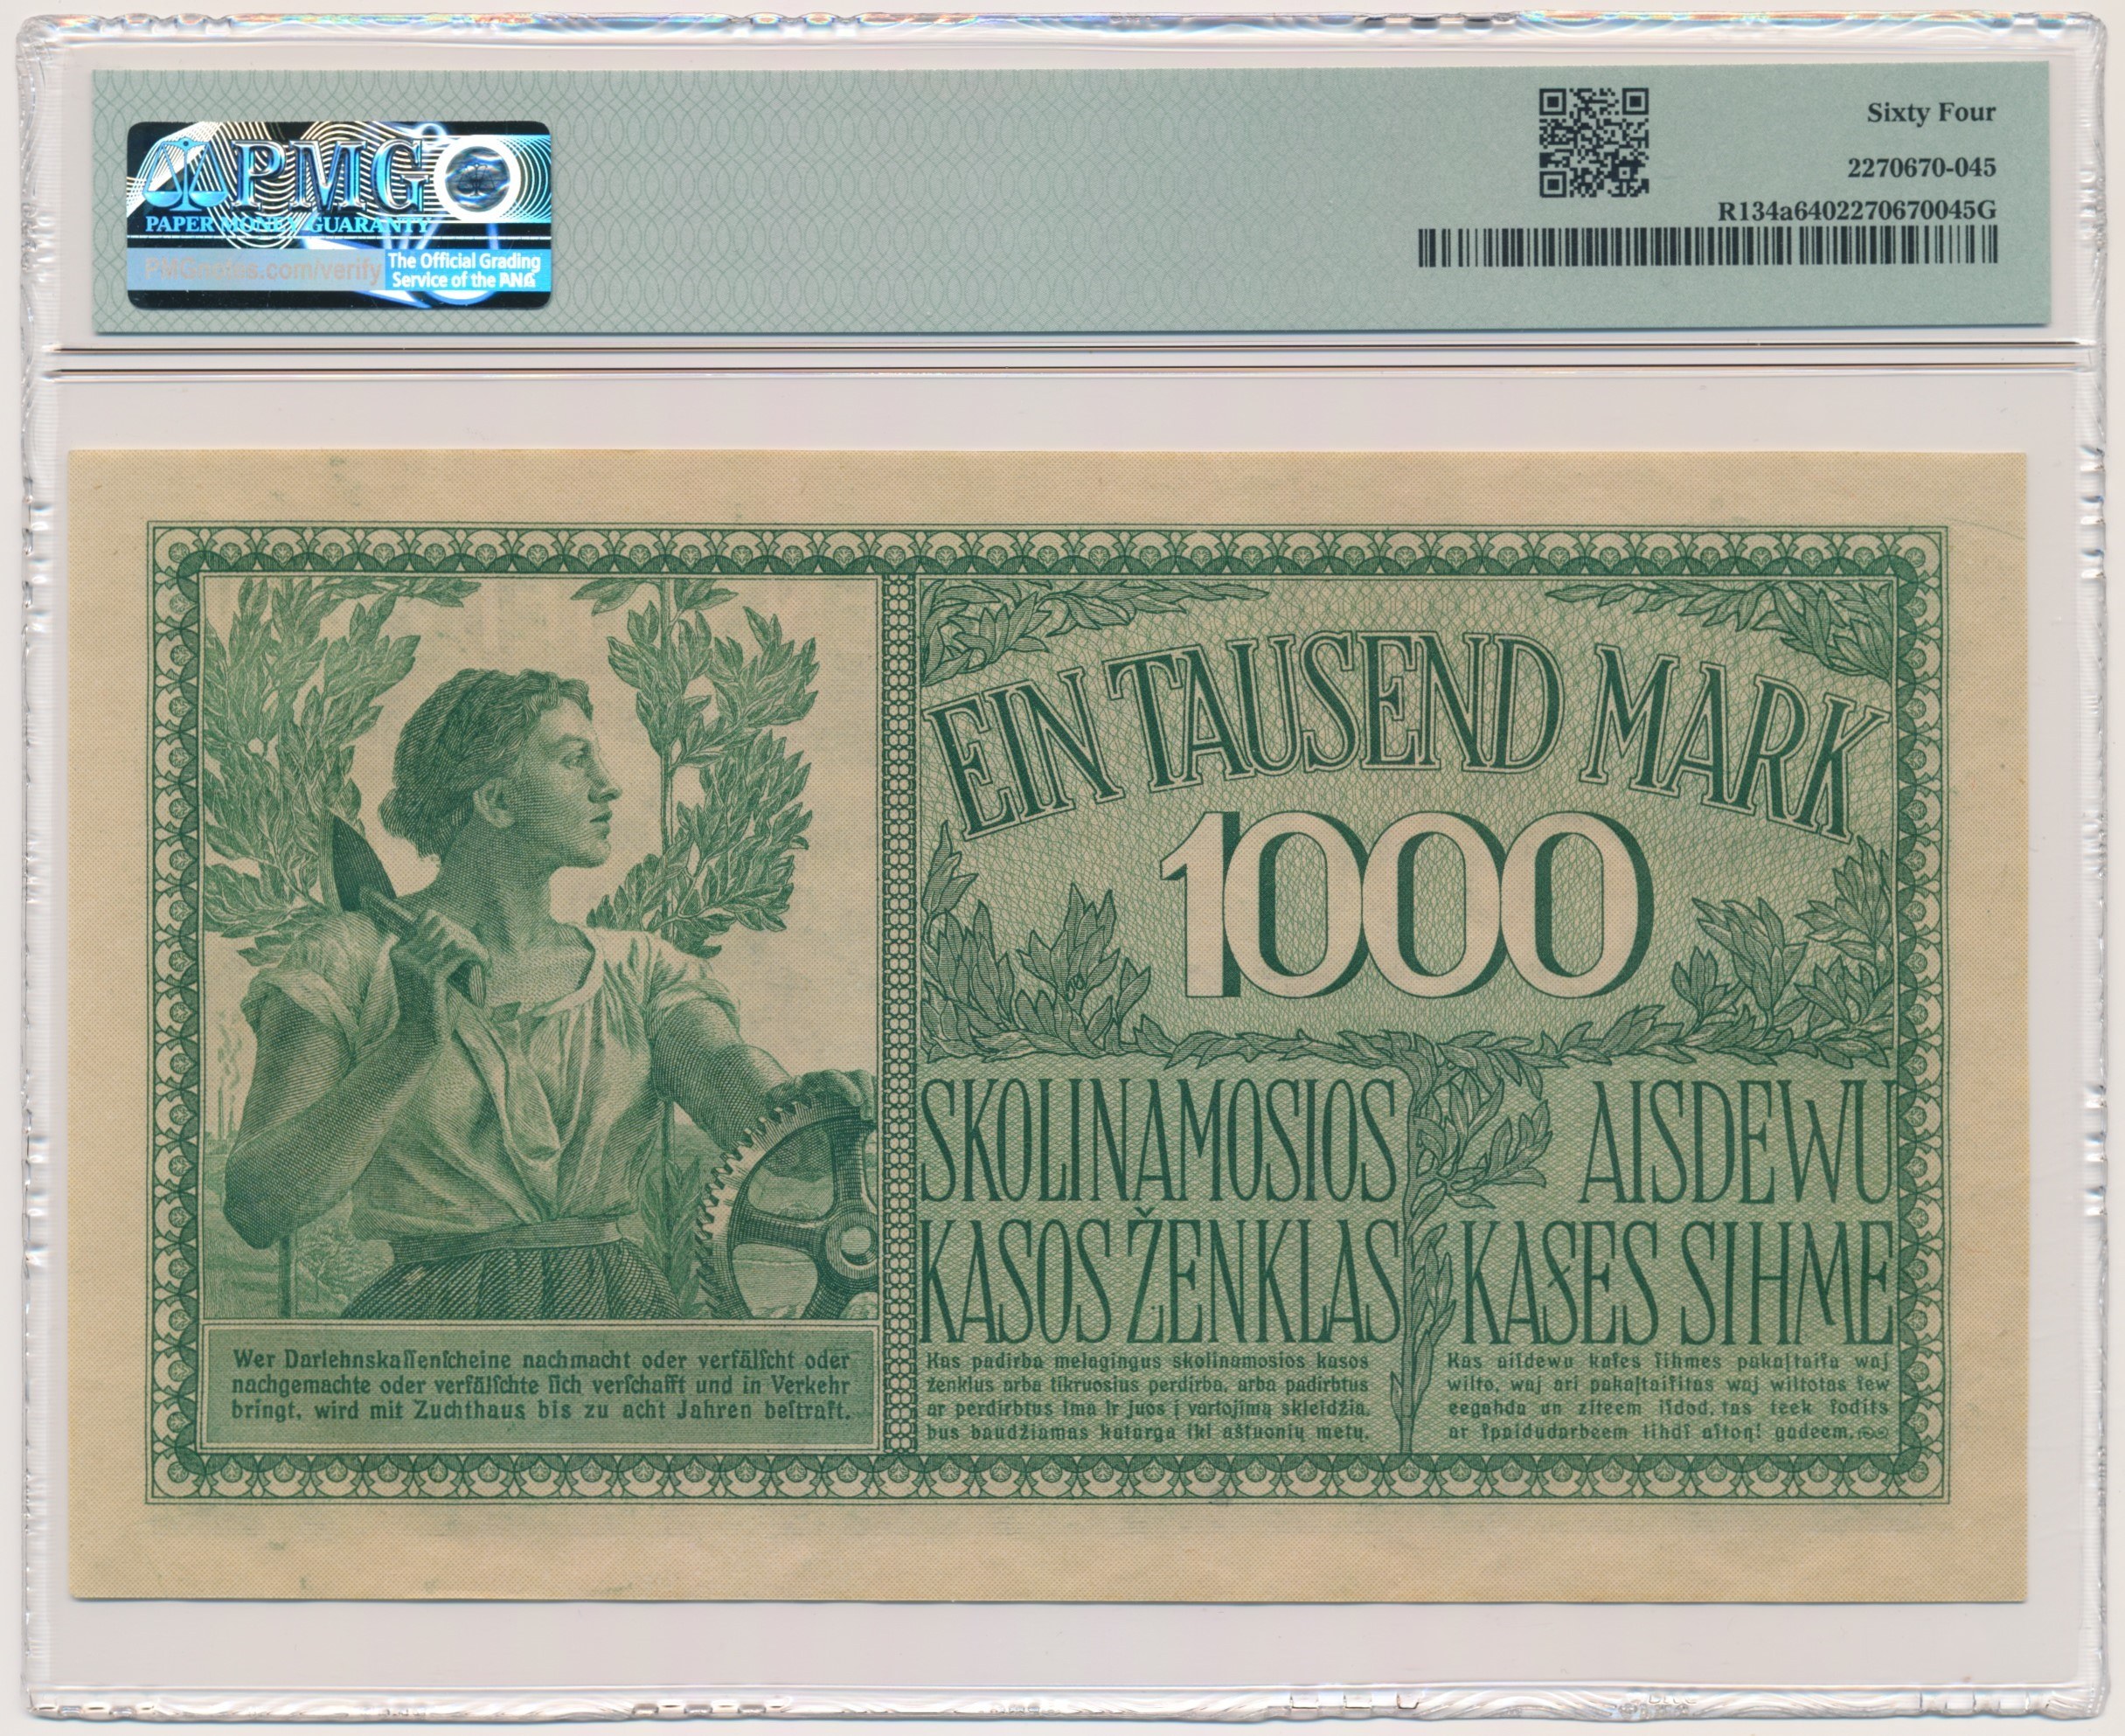 PMG
PAPER MONEY GUARANTY
PMGnotes.com/verify
The Official Grading
Service of the ANA
Sixty Four
2270670-045
R134a6402270670045G
EIN TAUSEND MARK
1000
SKOLINAMOSIOS
KASOS ŽENKLAS
AISDEWU
KASES SIHME
Wer Darlehnskaſſenſcheine nachmacht oder verfälſcht oder
nachgemachte oder verfälſchte ſich verſchafft und in Verkehr
bringt, wird mit Zuchthaus bis zu acht Jahren beſtraft.
Kas padirba melagingus skolinamosios kasos
ženklus arba tikruosius perdirba, arba padirbtus
ar perdirbtus ima ir juos į vartojimą skleidžia,
bus baudžiamas katarga iki aštuonių metų.
Kas aiſdewu kaſes ſihmes pakaļtaiſa waj
wilto, waj ari pakaļtaiſitas waj wiltotas ſew
eegahda un ziteem iſdod, tas teek ſodits
ar ſpaidudarbeem lihdſ aſtoņi gadeem.